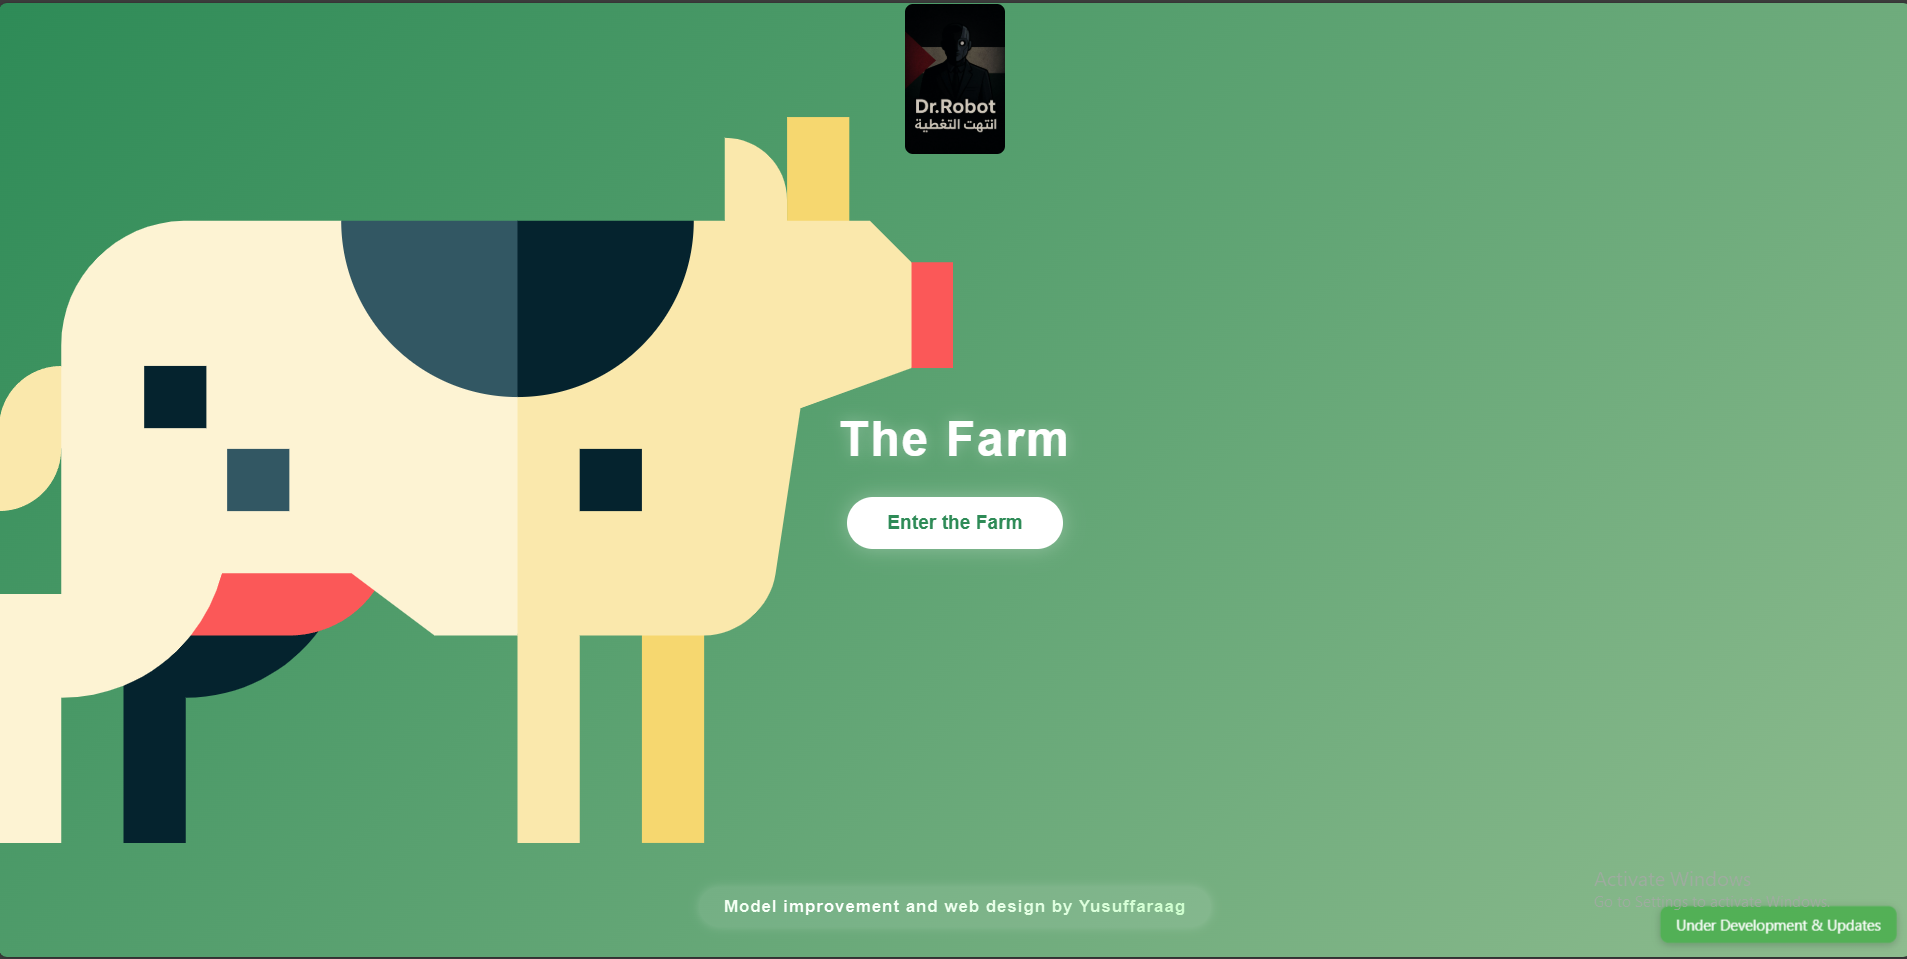 Dr.Robot
انتهت التغطية
The Farm
Enter the Farm
Model improvement and web design by Yusuffaraag
Activate Windows
Under Development & Updates